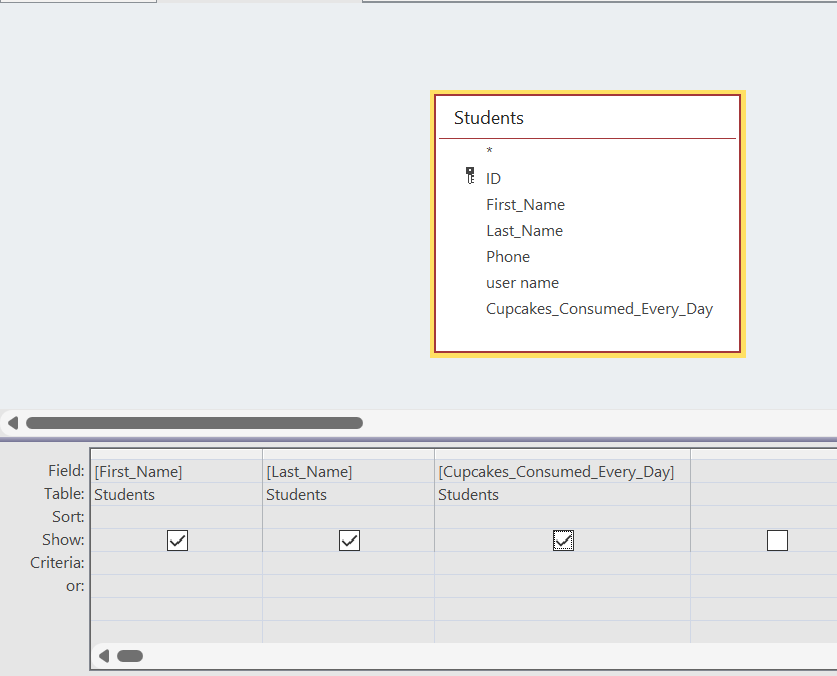 Students
*
ID
First_Name
Last_Name
Phone
user name
Cupcakes_Consumed_Every_Day
Field: [First_Name] [Last_Name] [Cupcakes_Consumed_Every_Day]
Table: Students Students Students
Sort:
Show:
Criteria:
or: